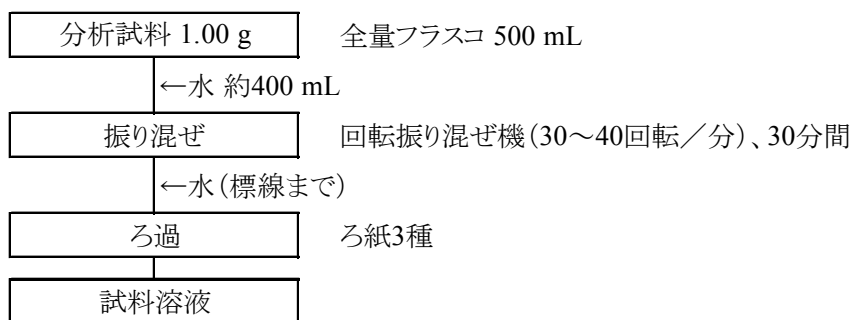 分析試料 1.00 g 全量フラスコ 500 mL
←水 約400 mL
振り混ぜ 回転振り混ぜ機(30～40回転／分)、30分間
←水(標線まで)
ろ過 ろ紙3種
試料溶液